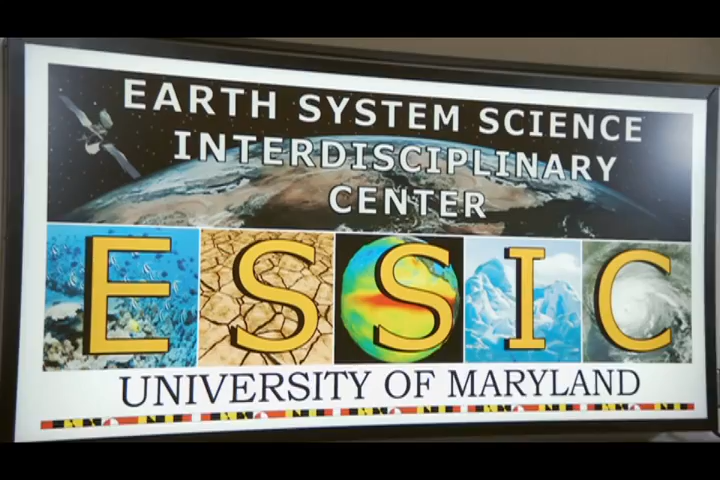 EARTH SYSTEM SCIENCE
INTERDISCIPLINARY
CENTER
ESSIC
UNIVERSITY OF MARYLAND